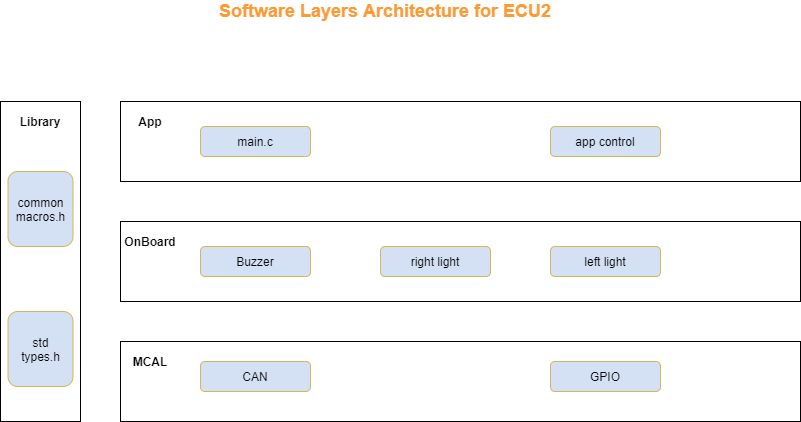 Software Layers Architecture for ECU2
Library
common
macros.h
std
types.h
App
main.c
app control
OnBoard
Buzzer
right light
left light
MCAL
CAN
GPIO